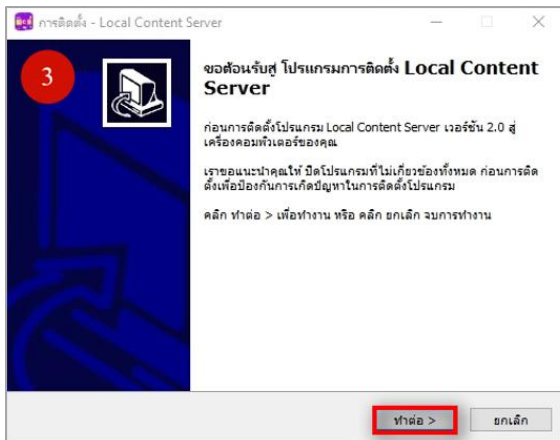 การติดตั้ง - Local Content Server
3
ขอต้อนรับสู่ โปรแกรมการติดตั้ง Local Content
Server
ก่อนการติดตั้งโปรแกรม Local Content Server เวอร์ชัน 2.0 สู่
เครื่องคอมพิวเตอร์ของคุณ
เราขอแนะนำคุณให้ ปิดโปรแกรมที่ไม่เกี่ยวข้องทั้งหมด ก่อนการติด
ตั้งเพื่อป้องกันการเกิดปัญหาในการติดตั้งโปรแกรม
คลิก ทำต่อ > เพื่อทำงาน หรือ คลิก ยกเลิก จบการทำงาน
ทำต่อ >
ยกเลิก